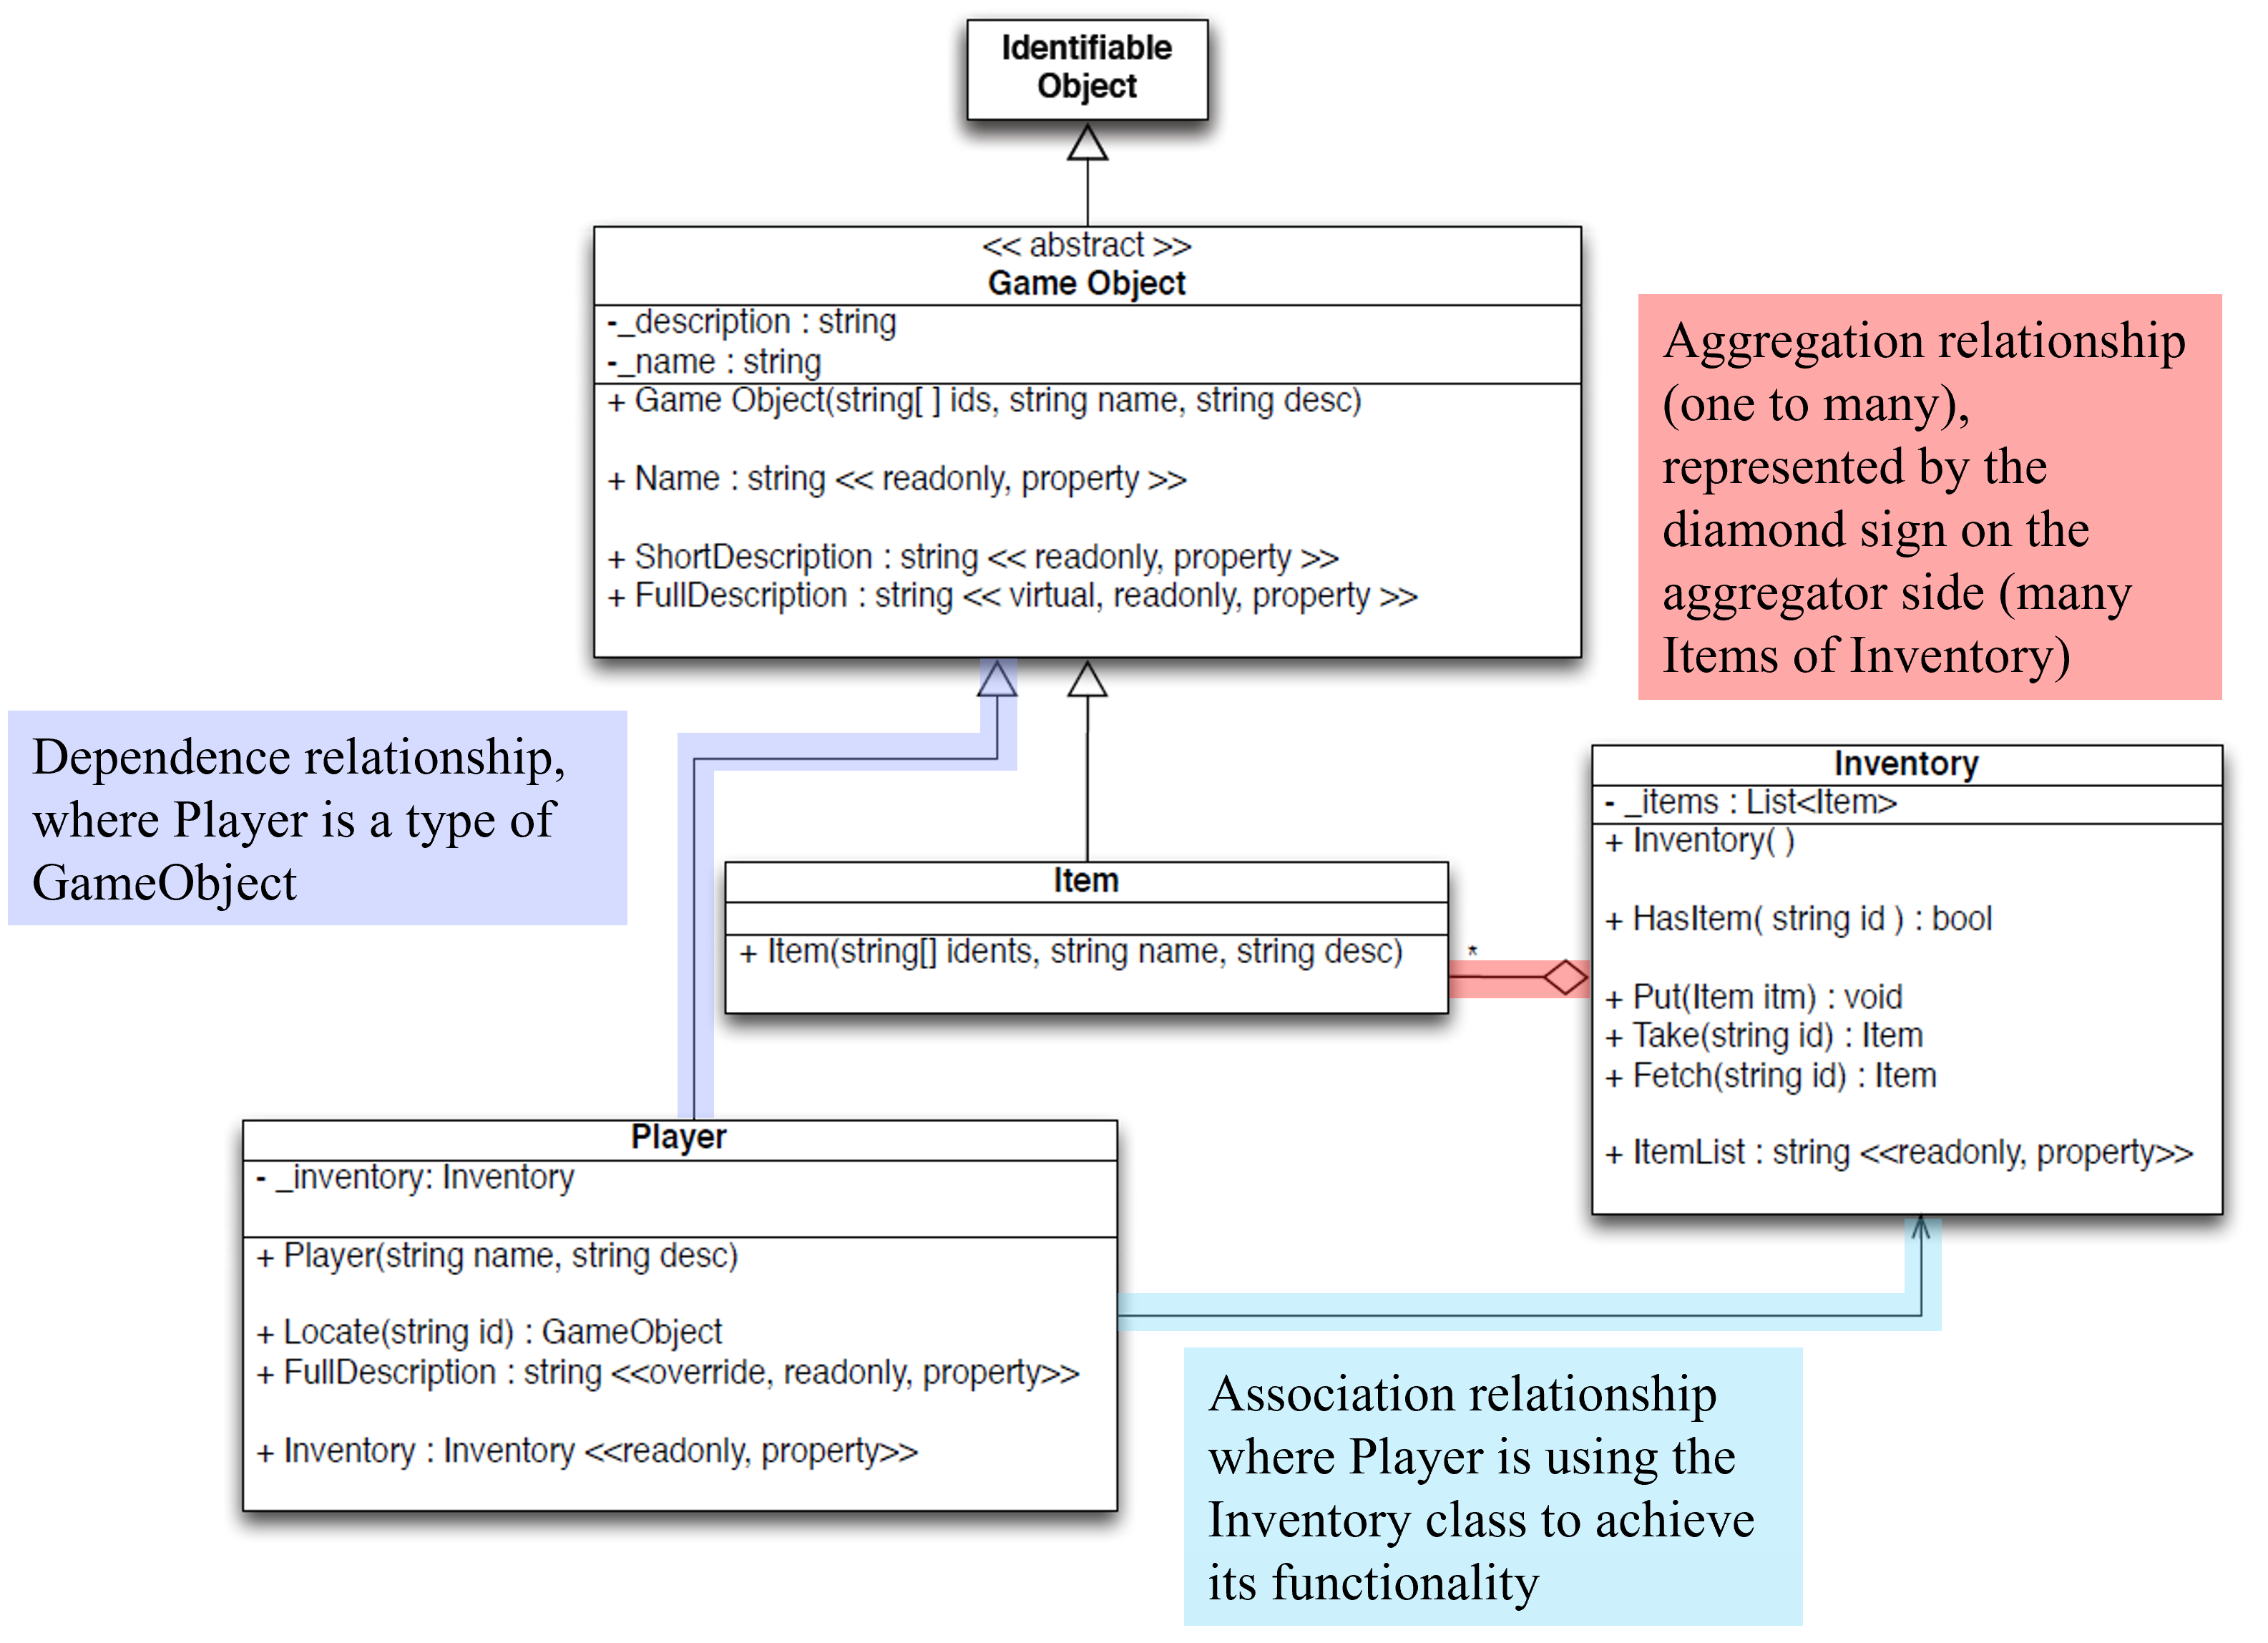 Identifiable
Object
<< abstract >>
Game Object
-_description : string
-_name : string
+ Game Object(string[ ] ids, string name, string desc)
+ Name : string << readonly, property >>
+ ShortDescription : string << readonly, property >>
+ FullDescription : string << virtual, readonly, property >>
Aggregation relationship
(one to many),
represented by the
diamond sign on the
aggregator side (many
Items of Inventory)
Dependence relationship,
where Player is a type of
GameObject
Item
+ Item(string[] idents, string name, string desc)
*
Inventory
- _items : List<Item>
+ Inventory( )
+ HasItem( string id ) : bool
+ Put(Item itm) : void
+ Take(string id) : Item
+ Fetch(string id) : Item
+ ItemList : string <<readonly, property>>
Player
- _inventory: Inventory
+ Player(string name, string desc)
+ Locate(string id) : GameObject
+ FullDescription : string <<override, readonly, property>>
+ Inventory : Inventory <<readonly, property>>
Association relationship
where Player is using the
Inventory class to achieve
its functionality